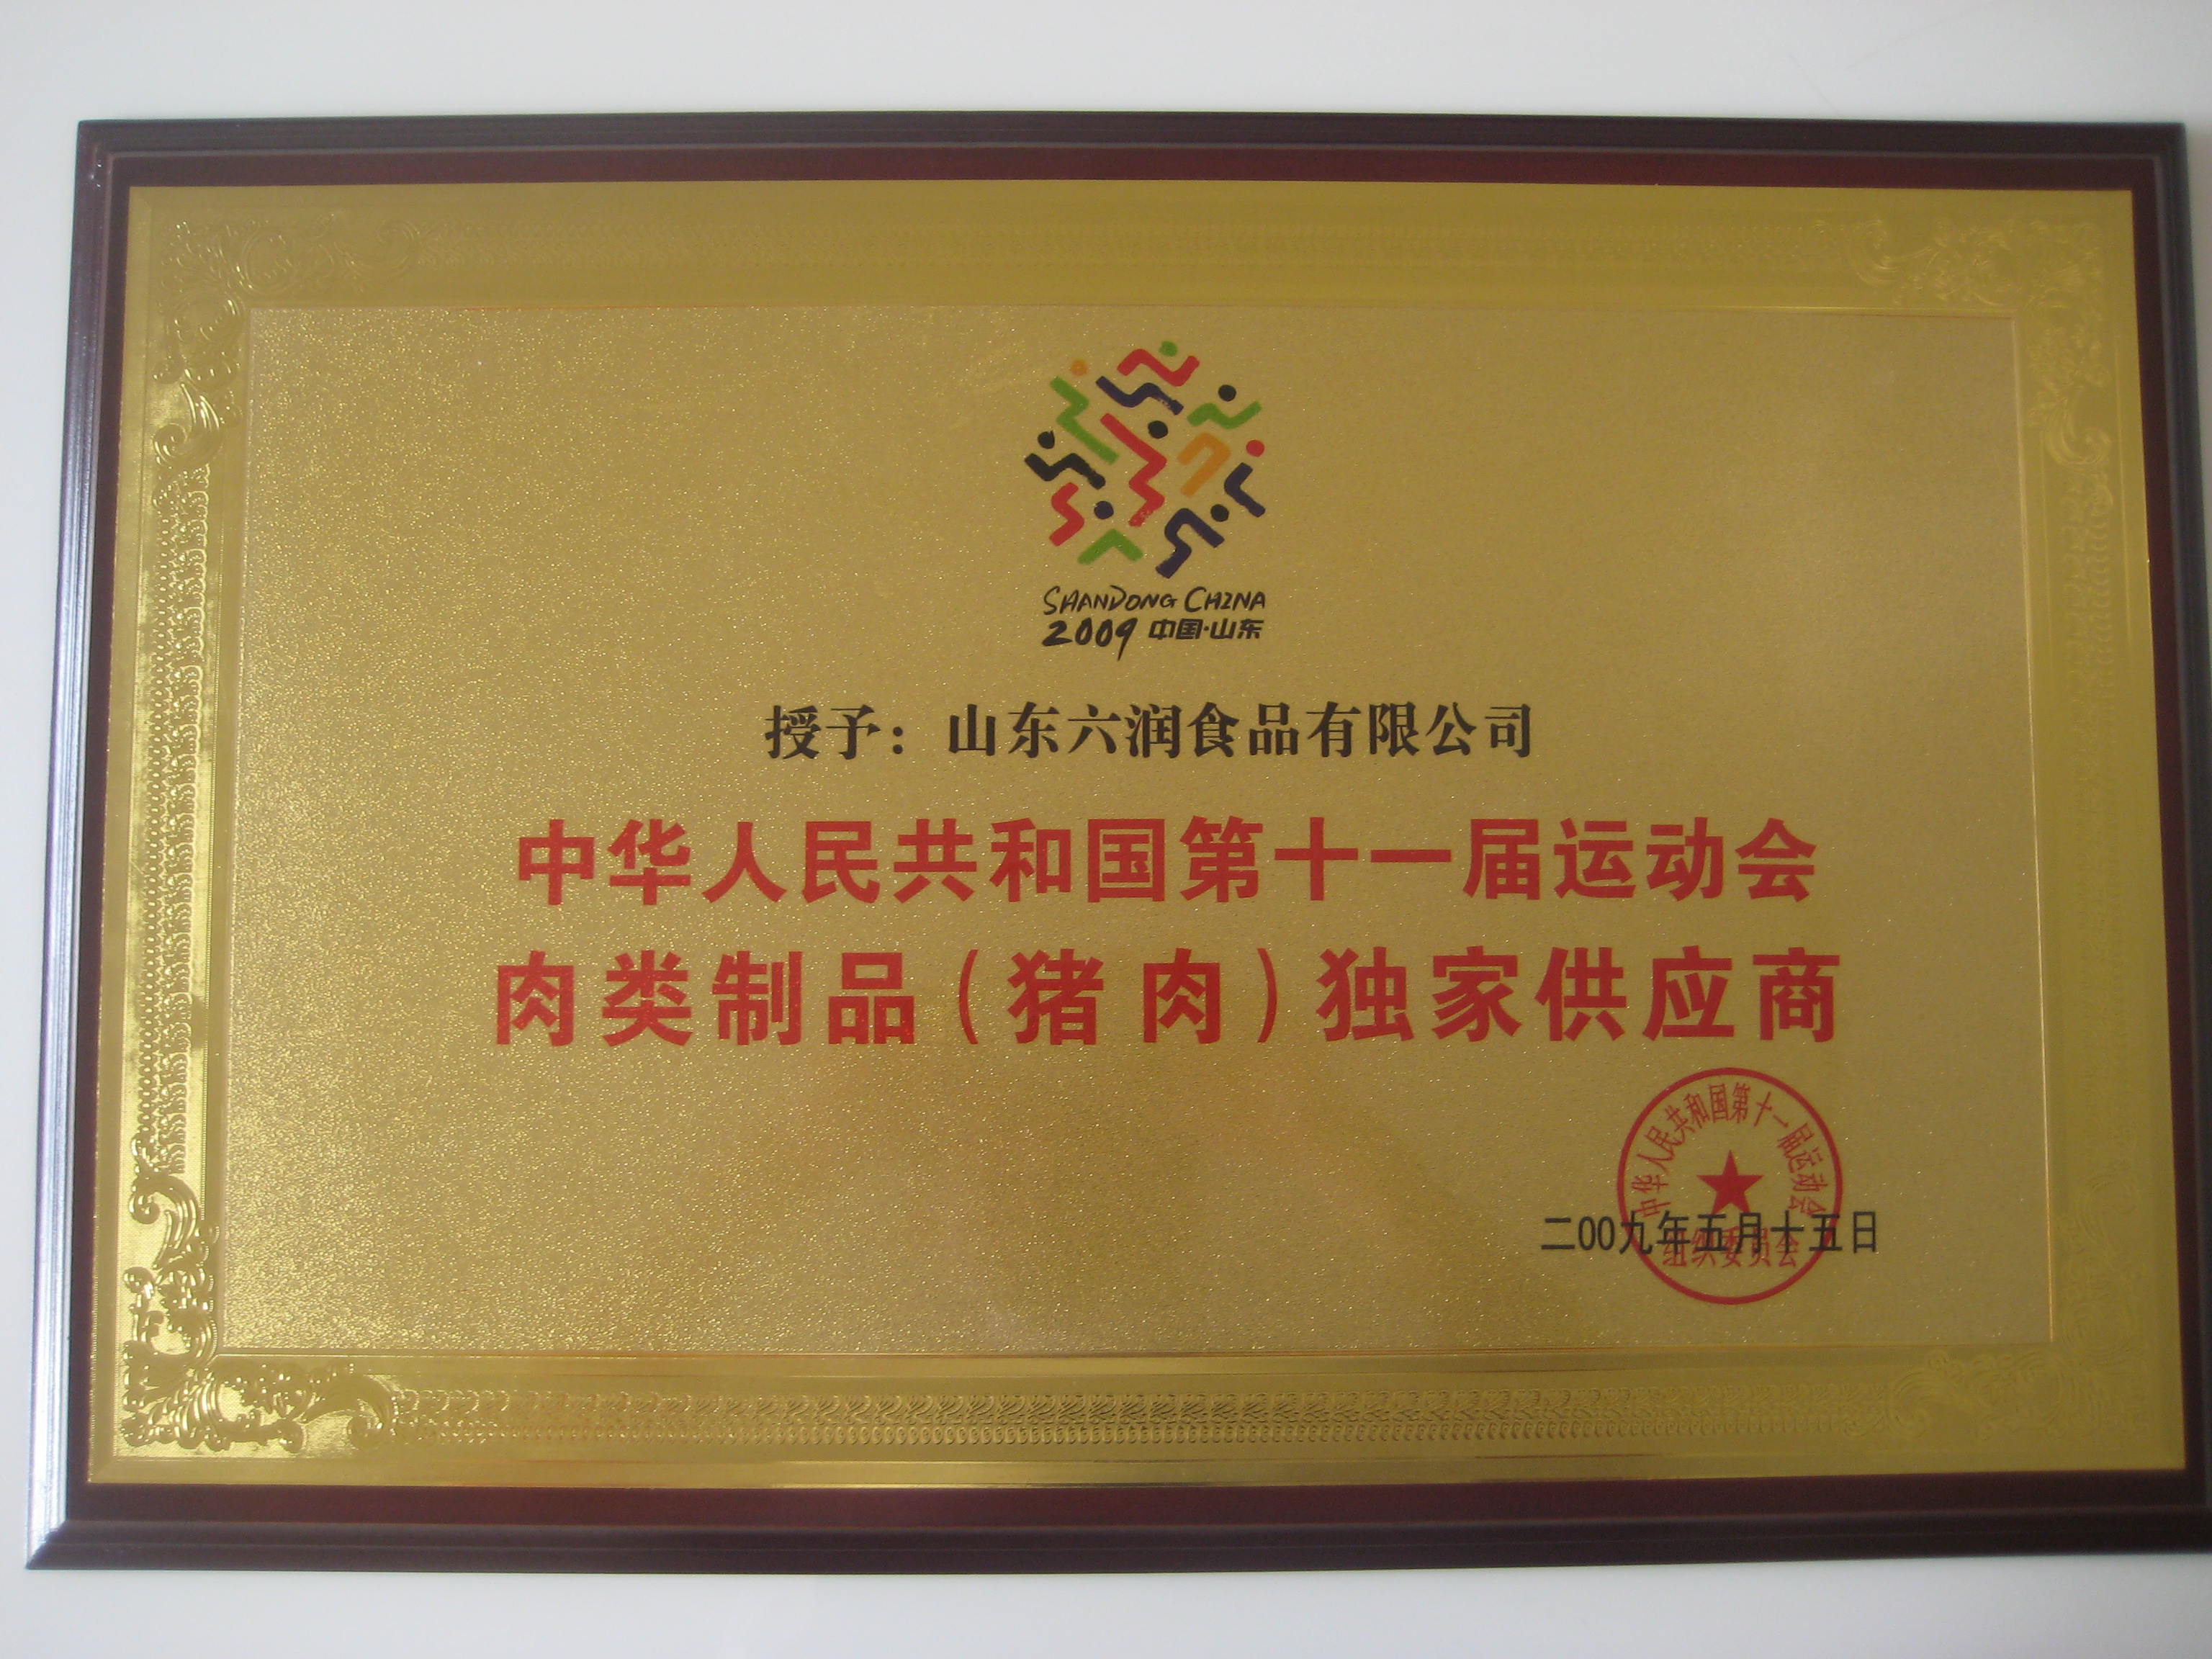 SHANDONG CHINA
2009 中国·山东
授予：山东六润食品有限公司
中华人民共和国第十一届运动会
肉类制品（猪肉）独家供应商
中华人民共和国第十一届运动会
组织委员会
二00九年五月十五日